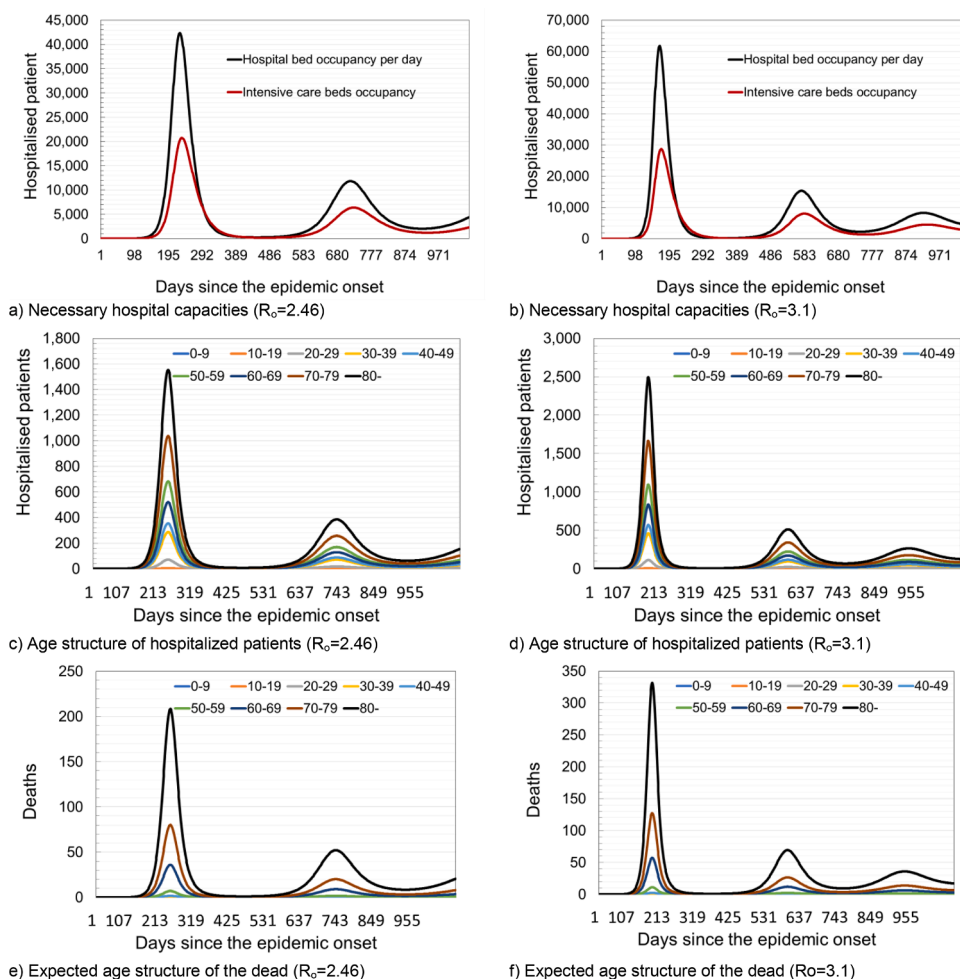 45,000
40,000
35,000
30,000
25,000
20,000
15,000
10,000
5,000
0
Hospitalised patient
Hospital bed occupancy per day
Intensive care beds occupancy
1 98 195 292 389 486 583 680 777 874 971
Days since the epidemic onset
a) Necessary hospital capacities (Rₒ=2.46)
70,000
60,000
50,000
40,000
30,000
20,000
10,000
0
Hospitalised patient
Hospital bed occupancy per day
Intensive care beds occupancy
1 98 195 292 389 486 583 680 777 874 971
Days since the epidemic onset
b) Necessary hospital capacities (Rₒ=3.1)
1,800
1,600
1,400
1,200
1,000
800
600
400
200
0
Hospitalised patients
0-9 10-19 20-29 30-39 40-49
50-59 60-69 70-79 80-
1 107 213 319 425 531 637 743 849 955
Days since the epidemic onset
c) Age structure of hospitalized patients (Rₒ=2.46)
3,000
2,500
2,000
1,500
1,000
500
0
Hospitalised patients
0-9 10-19 20-29 30-39 40-49
50-59 60-69 70-79 80-
1 107 213 319 425 531 637 743 849 955
Days since the epidemic onset
d) Age structure of hospitalized patients (Rₒ=3.1)
250
200
150
100
50
0
Deaths
0-9 10-19 20-29 30-39 40-49
50-59 60-69 70-79 80-
1 107 213 319 425 531 637 743 849 955
Days since the epidemic onset
e) Expected age structure of the dead (Rₒ=2.46)
350
300
250
200
150
100
50
0
Deaths
0-9 10-19 20-29 30-39 40-49
50-59 60-69 70-79 80-
1 107 213 319 425 531 637 743 849 955
Days since the epidemic onset
f) Expected age structure of the dead (Ro=3.1)